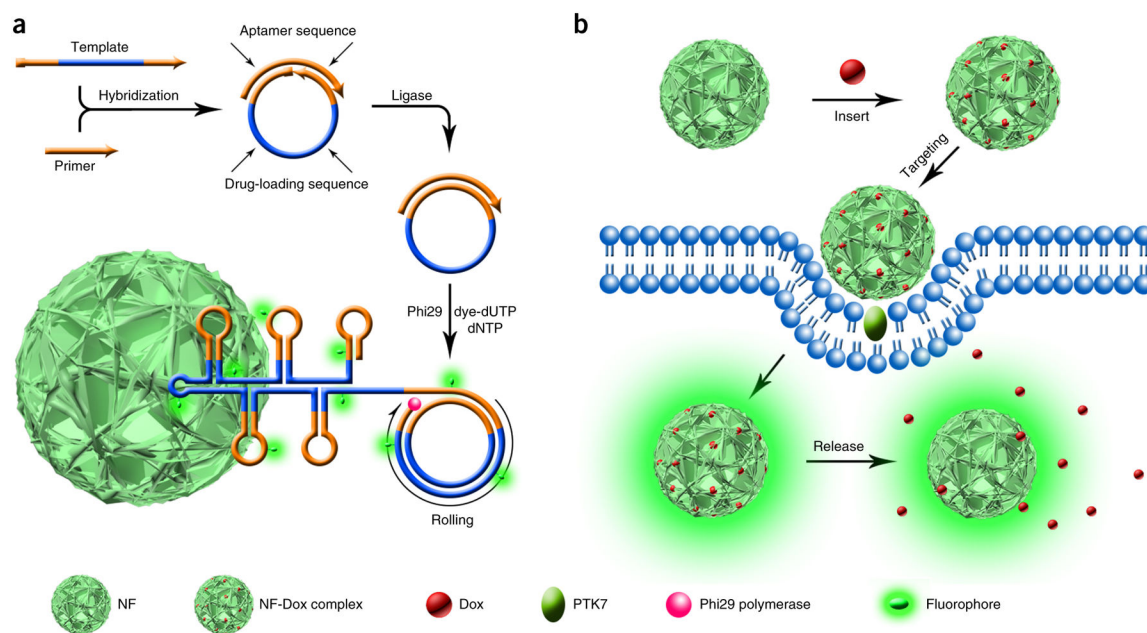 a
Template
Aptamer sequence
Hybridization
Ligase
Primer
Drug-loading sequence
Phi29
dye-dUTP
dNTP
Rolling
b
Insert
Targeting
Release
NF
NF-Dox complex
Dox
PTK7
Phi29 polymerase
Fluorophore